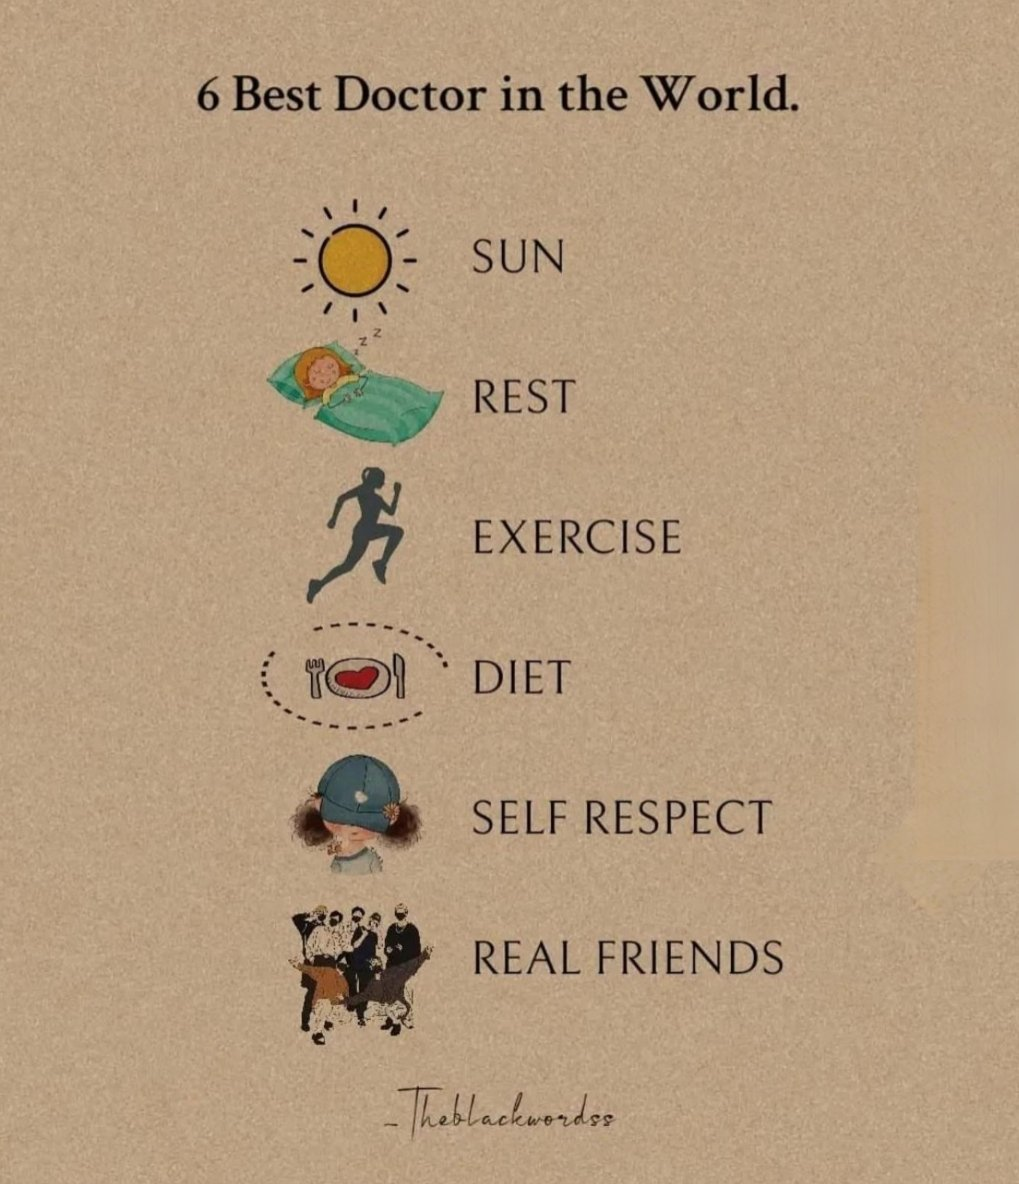 6 Best Doctor in the World.
z z z
SUN
REST
EXERCISE
DIET
SELF RESPECT
REAL FRIENDS
_Theblackwordss